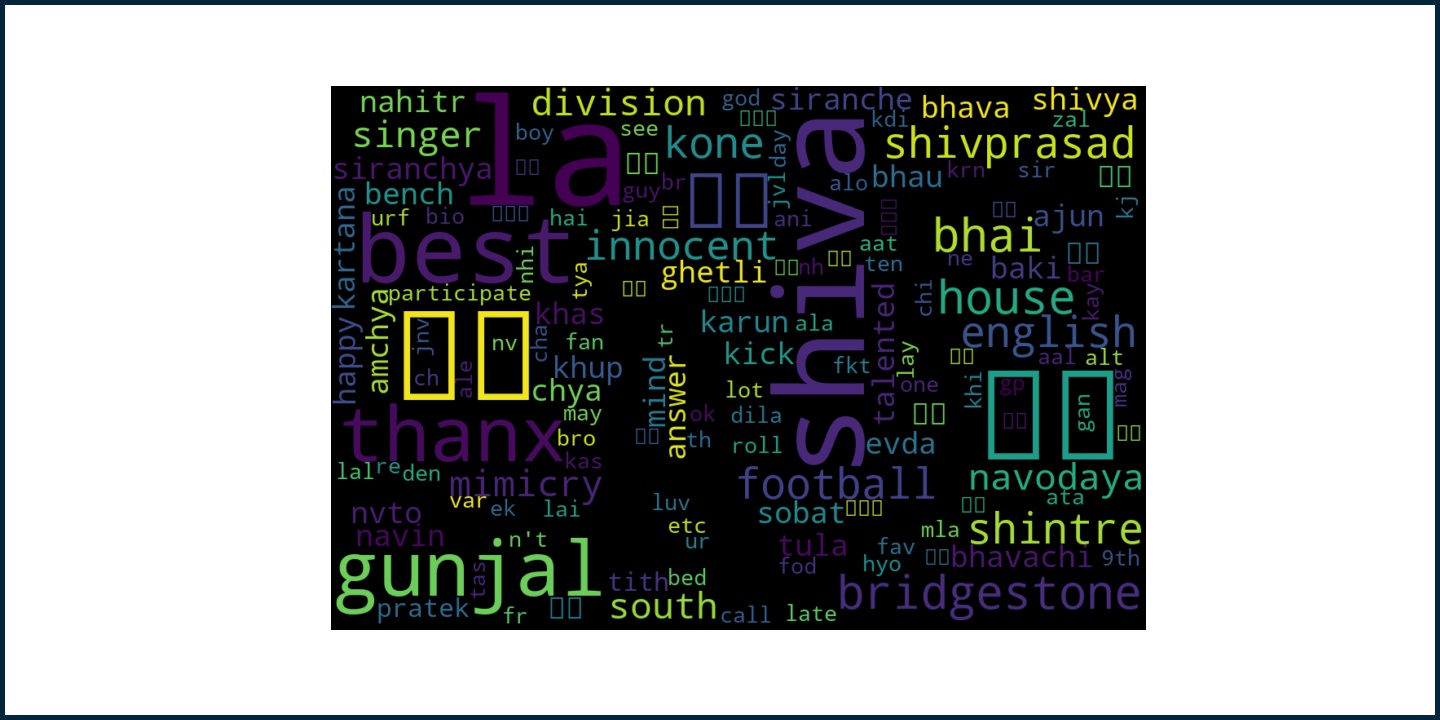 nahitr
la
division
god
siranche
bhava
shivya
singer
boy
see
kone
day
shiva
kdi
shivprasad
zal
siranchya
bench
guy
br
jvl
alo
bhau
krn
sir
kj
urf
bio
hai
jia
ani
ajun
kartana
best
nhi
innocent
aat
bhai
tya
ghetli
nh
ten
ne
baki
bar
participate
chi
house
kay
amchya
khas
karun
ala
talented
english
happy
jnv
nv
cha
fan
tr
kick
fkt
lay
aal
alt
ch
ale
khup
mind
answer
lot
one
khi
gp
mag
chya
gan
thanx
may
ok
dila
bro
th
roll
evda
kas
lal
re
den
mimicry
football
navodaya
var
ek
lai
luv
sobat
ata
nvto
etc
mla
shintre
navin
n't
ur
tula
fav
bhavachi
9th
gunjal
tas
tith
bed
fod
hyo
bridgestone
pratek
fr
south
call
late